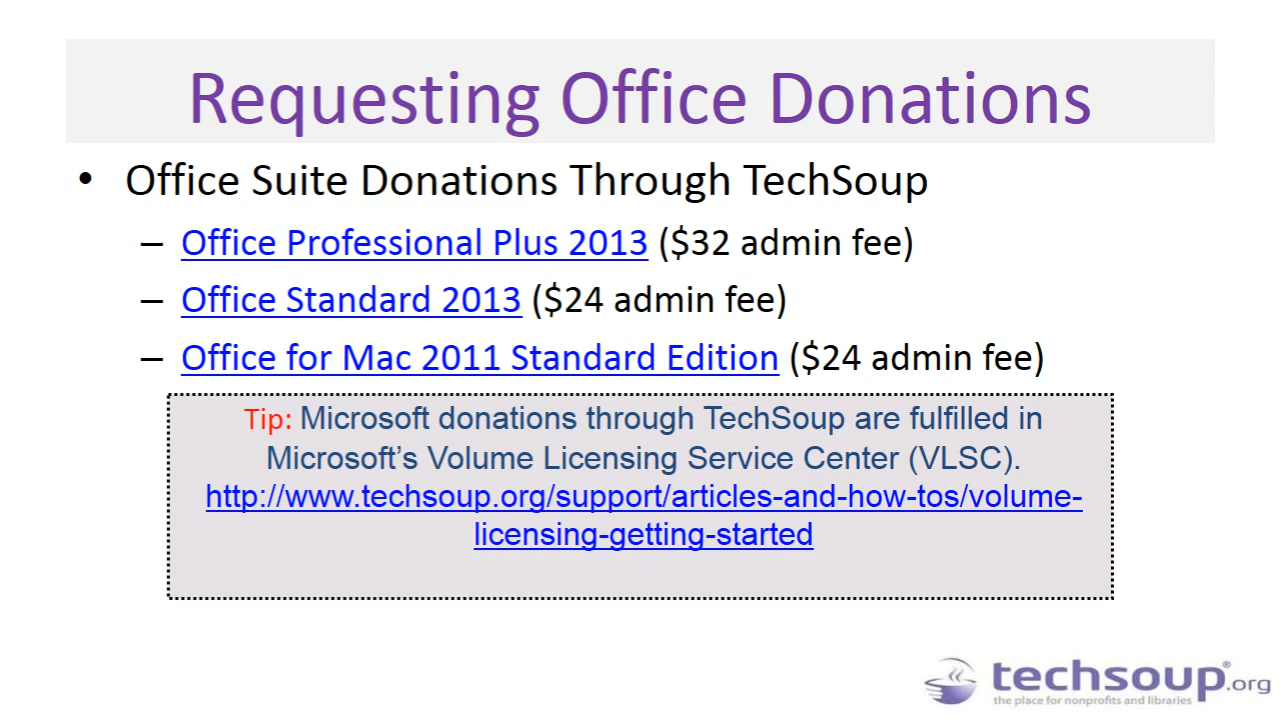 Requesting Office Donations
• Office Suite Donations Through TechSoup
– Office Professional Plus 2013 ($32 admin fee)
– Office Standard 2013 ($24 admin fee)
– Office for Mac 2011 Standard Edition ($24 admin fee)
Tip: Microsoft donations through TechSoup are fulfilled in
Microsoft’s Volume Licensing Service Center (VLSC).
http://www.techsoup.org/support/articles-and-how-tos/volume-
licensing-getting-started
techsoup®.org
the place for nonprofits and libraries